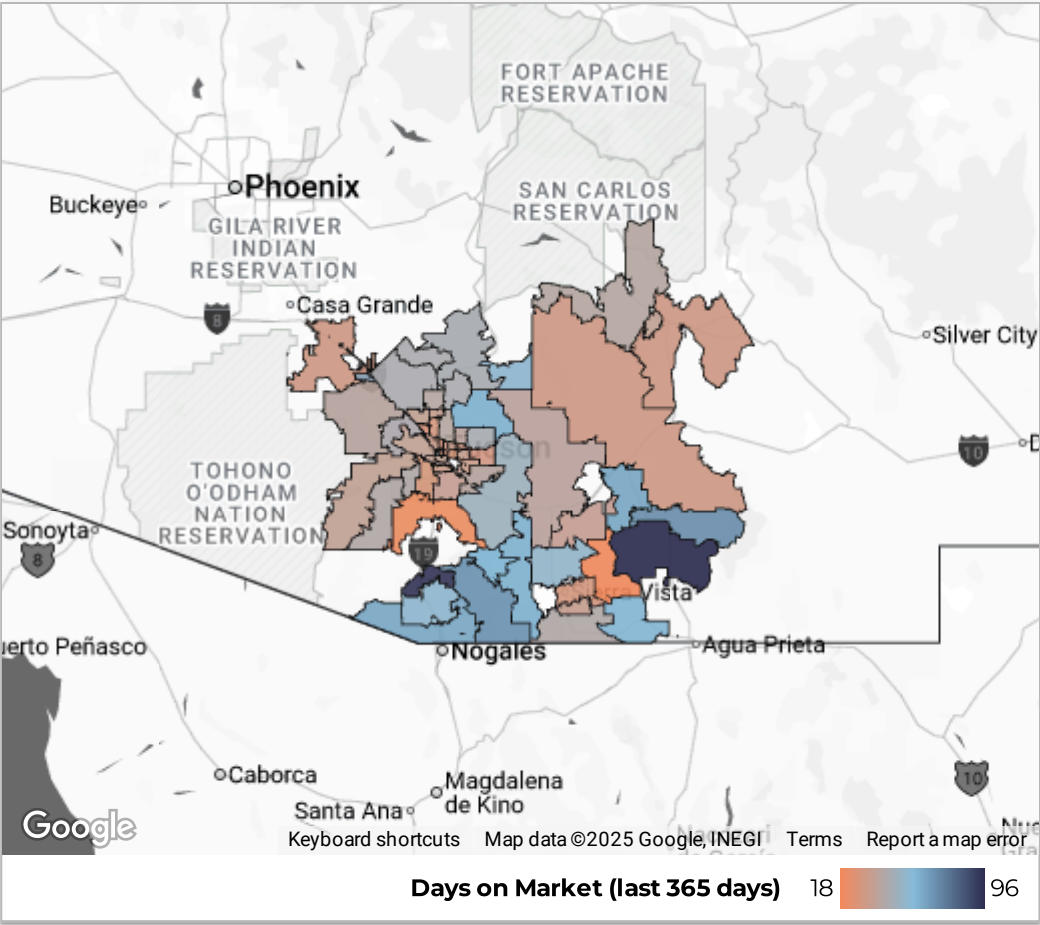 FORT APACHE
RESERVATION
Phoenix
SAN CARLOS
RESERVATION
Buckeye
GILA RIVER
INDIAN
RESERVATION
Casa Grande
8
Silver City
Tucson
10
D
TOHONO
O'ODHAM
NATION
RESERVATION
Sonoyta
8
19
Sierra Vista
uerto Peñasco
Nogales
Agua Prieta
Caborca
Magdalena
de Kino
10
Santa Ana
Google
Keyboard shortcuts
Map data ©2025 Google, INEGI
Terms
Report a map error
Days on Market (last 365 days)
18
96